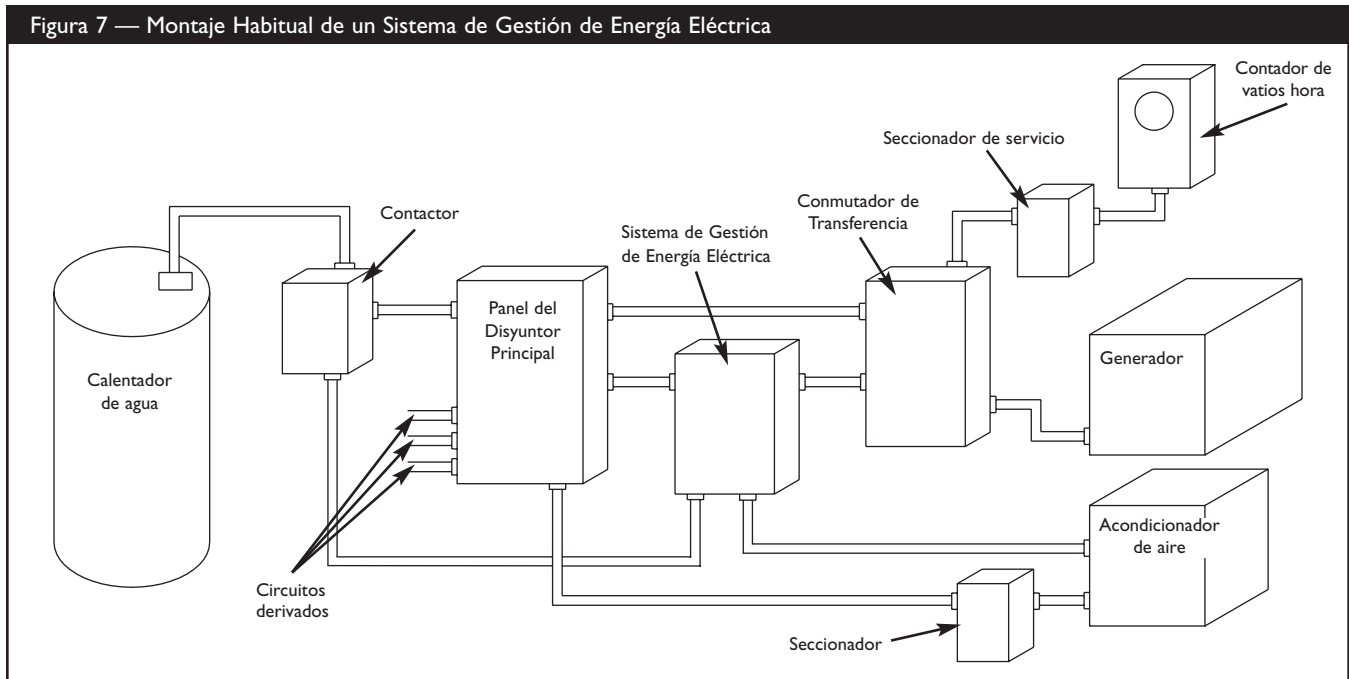 Figura 7 — Montaje Habitual de un Sistema de Gestión de Energía Eléctrica
Contador de
vatios hora
Seccionador de servicio
Conmutador de
Transferencia
Contactor
Sistema de Gestión
de Energía Eléctrica
Panel del
Disyuntor
Principal
Generador
Calentador
de agua
Acondicionador
de aire
Circuitos
derivados
Seccionador